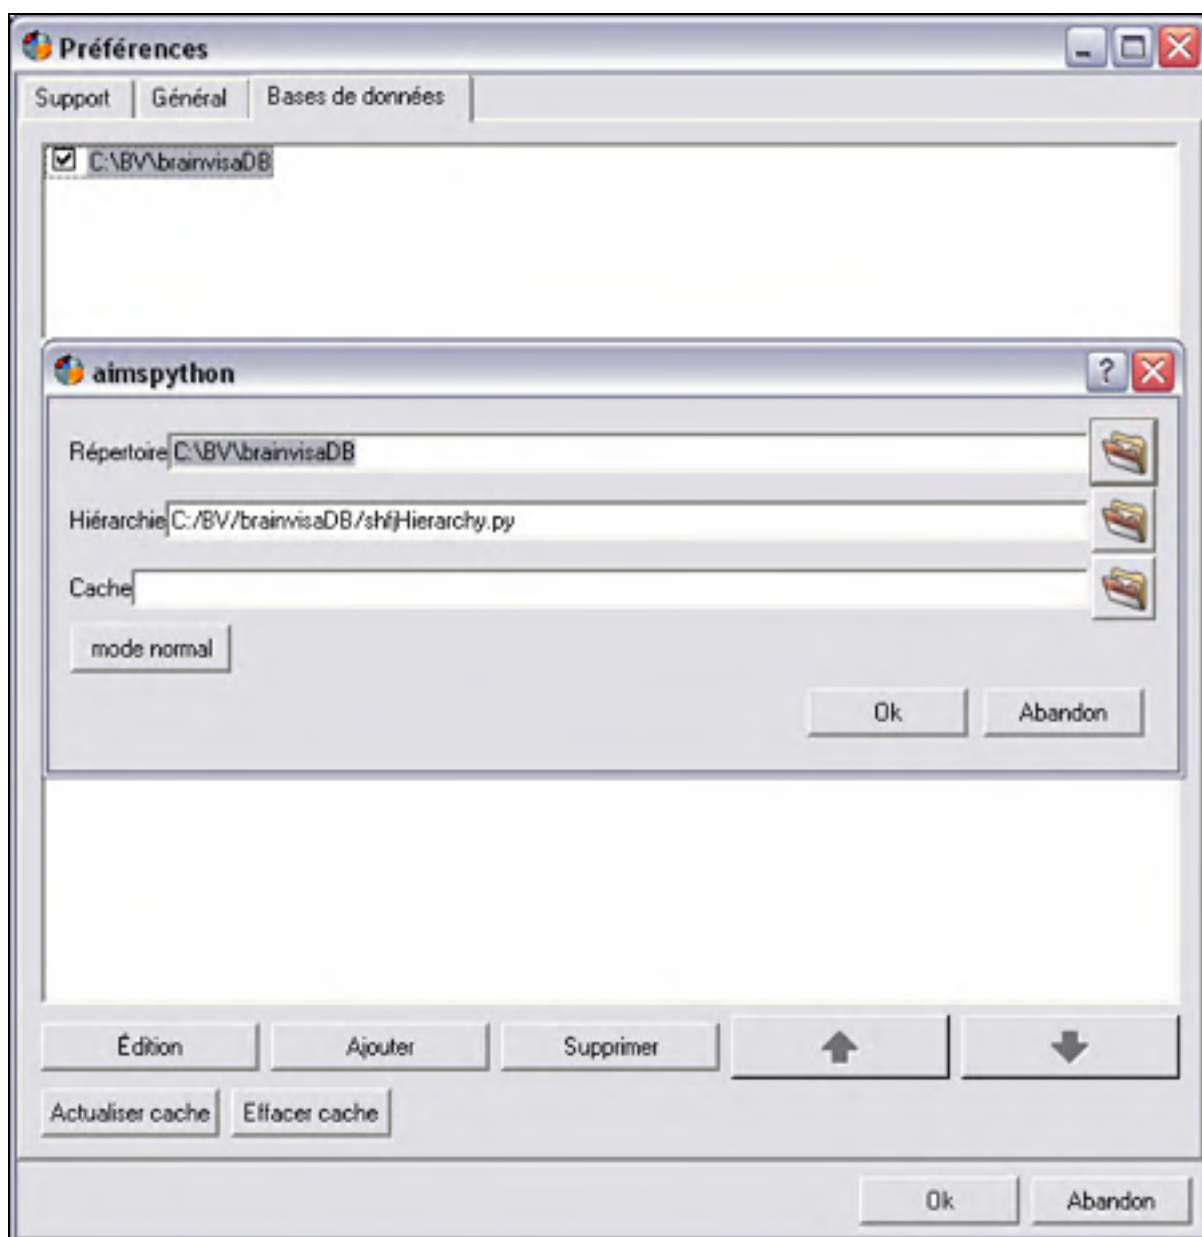 Préférences
Support Général Bases de données
C:\BV\brainvisaDB
aimspython
Répertoire C:\BV\brainvisaDB
Hiérarchie C:/BV/brainvisaDB/shfjHierarchy.py
Cache
mode normal
Ok Abandon
Édition Ajouter Supprimer
Actualiser cache Effacer cache
Ok Abandon